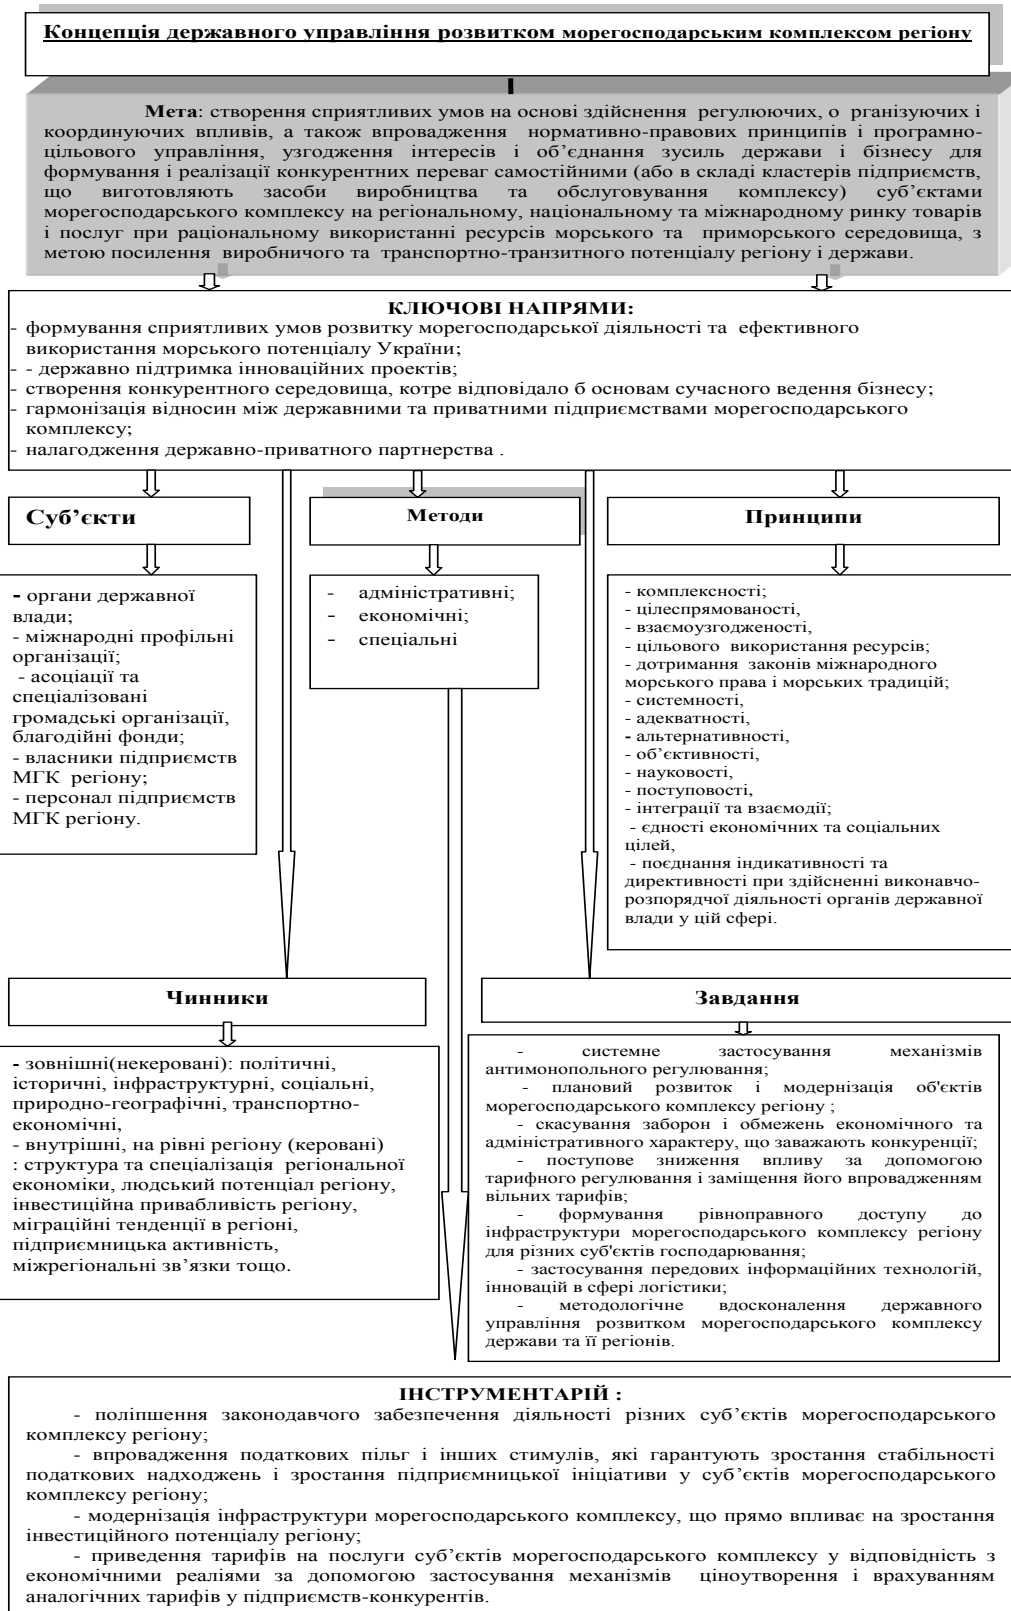 Концепція державного управління розвитком морегосподарським комплексом регіону
Мета: створення сприятливих умов на основі здійснення регулюючих, о рганізуючих і
координуючих впливів, а також впровадження нормативно-правових принципів і програмно-
цільового управління, узгодження інтересів і об’єднання зусиль держави і бізнесу для
формування і реалізації конкурентних переваг самостійними (або в складі кластерів підприємств,
що виготовляють засоби виробництва та обслуговування комплексу) суб’єктами
морегосподарського комплексу на регіональному, національному та міжнародному ринку товарів
і послуг при раціональному використанні ресурсів морського та приморського середовища, з
метою посилення виробничого та транспортно-транзитного потенціалу регіону і держави.
КЛЮЧОВІ НАПРЯМИ:
- формування сприятливих умов розвитку морегосподарської діяльності та ефективного
використання морського потенціалу України;
- - державно підтримка інноваційних проектів;
- створення конкурентного середовища, котре відповідало б основам сучасного ведення бізнесу;
- гармонізація відносин між державними та приватними підприємствами морегосподарського
комплексу;
- налагодження державно-приватного партнерства .
Суб’єкти
- органи державної
влади;
- міжнародні профільні
організації;
- асоціації та
спеціалізовані
громадські організації,
благодійні фонди;
- власники підприємств
МГК регіону;
- персонал підприємств
МГК регіону.
Методи
- адміністративні;
- економічні;
- спеціальні
Принципи
- комплексності;
- цілеспрямованості,
- взаємоузгодженості,
- цільового використання ресурсів;
- дотримання законів міжнародного
морського права і морських традицій;
- системності,
- адекватності,
- альтернативності,
- об’єктивності,
- науковості,
- поступовості,
- інтеграції та взаємодії;
- єдності економічних та соціальних
цілей,
- поєднання індикативності та
директивності при здійсненні виконавчо-
розпорядчої діяльності органів державної
влади у цій сфері.
Чинники
- зовнішні(некеровані): політичні,
історичні, інфраструктурні, соціальні,
природно-географічні, транспортно-
економічні,
- внутрішні, на рівні регіону (керовані)
: структура та спеціалізація регіональної
економіки, людський потенціал регіону,
інвестиційна привабливість регіону,
міграційні тенденції в регіоні,
підприємницька активність,
міжрегіональні зв’язки тощо.
Завдання
- системне застосування механізмів
антимонопольного регулювання;
- плановий розвиток і модернізація об'єктів
морегосподарського комплексу регіону ;
- скасування заборон і обмежень економічного та
адміністративного характеру, що заважають конкуренції;
- поступове зниження впливу за допомогою
тарифного регулювання і заміщення його впровадженням
вільних тарифів;
- формування рівноправного доступу до
інфраструктури морегосподарського комплексу регіону
для різних суб'єктів господарювання;
- застосування передових інформаційних технологій,
інновацій в сфері логістики;
- методологічне вдосконалення державного
управління розвитком морегосподарського комплексу
держави та її регіонів.
ІНСТРУМЕНТАРІЙ :
- поліпшення законодавчого забезпечення діяльності різних суб’єктів морегосподарського
комплексу регіону;
- впровадження податкових пільг і інших стимулів, які гарантують зростання стабільності
податкових надходжень і зростання підприємницької ініціативи у суб’єктів морегосподарського
комплексу регіону;
- модернізація інфраструктури морегосподарського комплексу, що прямо впливає на зростання
інвестиційного потенціалу регіону;
- приведення тарифів на послуги суб’єктів морегосподарського комплексу у відповідність з
економічними реаліями за допомогою застосування механізмів ціноутворення і врахуванням
аналогічних тарифів у підприємств-конкурентів.